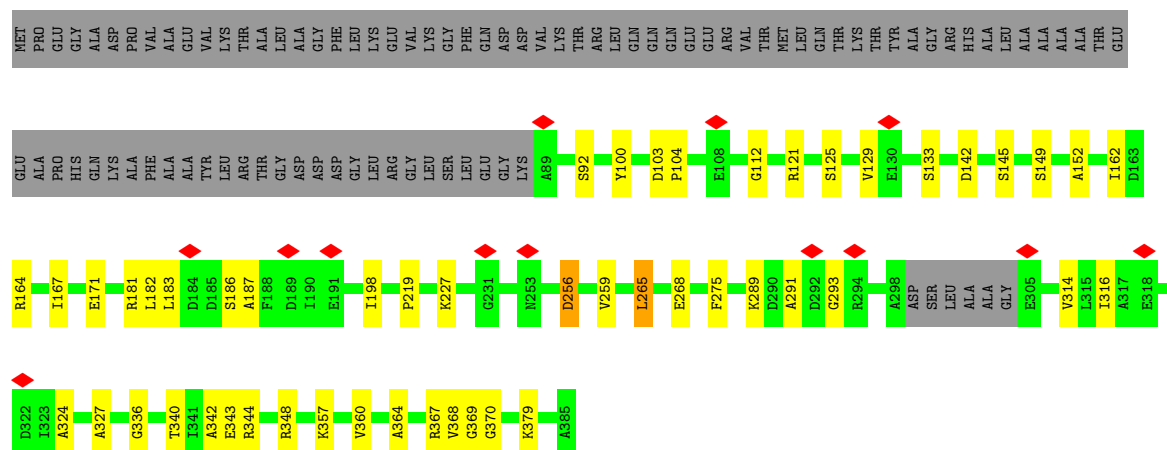 MET PRO GLU GLY ALA ASP PRO VAL ALA GLU VAL LYS THR ALA LEU ALA GLY PHE LEU LYS GLU VAL LYS GLY PHE GLN ASP ASP VAL LYS THR ARG LEU GLN GLN GLN GLU GLU ARG VAL THR MET LEU GLN THR LYS THR TYR ALA GLY ARG HIS ALA LEU ALA ALA ALA ALA THR GLU
GLU ALA PRO HIS GLN LYS ALA PHE ALA ALA TYR LEU ARG THR GLY ASP ASP ASP GLY LEU ARG GLY LEU SER LEU GLU GLY LYS A89 S92 Y100 D103 P104 E108 G112 R121 S125 V129 E130 S133 D142 S145 S149 A152 I162 D163
R164 I167 E171 R181 L182 L183 D184 D185 S186 A187 F188 D189 I190 E191 I198 P219 K227 G231 N253 D256 V259 L265 E268 F275 K289 D290 A291 D292 G293 R294 A298 ASP SER LEU ALA ALA GLY E305 V314 L315 I316 A317 E318
D322 I323 A324 A327 G336 T340 I341 A342 E343 R344 R348 K357 V360 A364 R367 V368 G369 G370 K379 A385